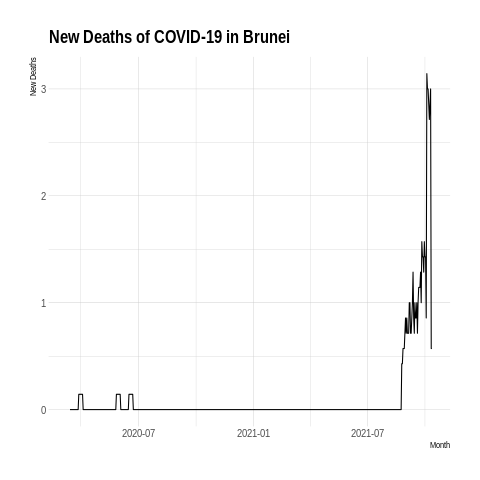 New Deaths of COVID-19 in Brunei
New Deaths
3
2
1
0
2020-07
2021-01
2021-07
Month